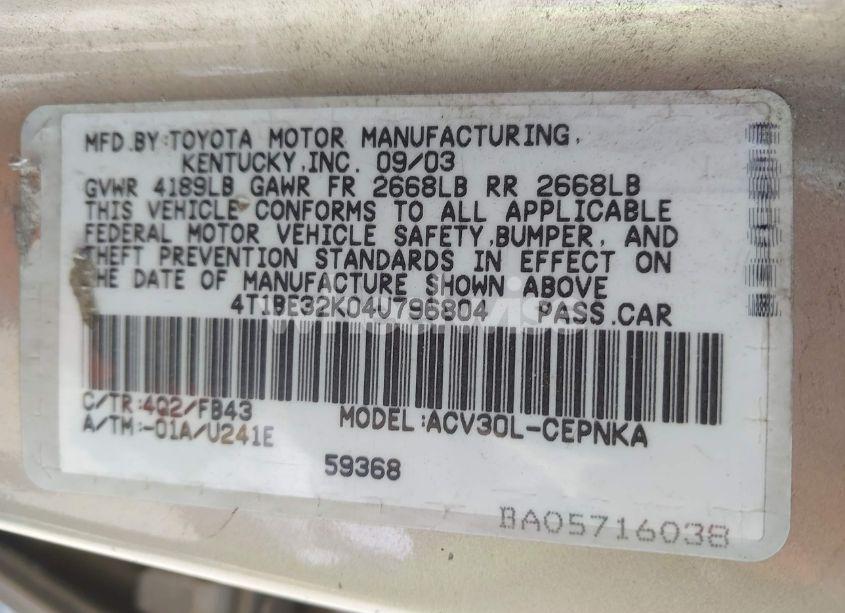 MFD.BY:TOYOTA MOTOR MANUFACTURING,
KENTUCKY,INC. 09/03
GVWR 4189LB GAWR FR 2668LB RR 2668LB
THIS VEHICLE CONFORMS TO ALL APPLICABLE
FEDERAL MOTOR VEHICLE SAFETY,BUMPER, AND
THEFT PREVENTION STANDARDS IN EFFECT ON
THE DATE OF MANUFACTURE SHOWN ABOVE
4T1BE32K04U796804 PASS.CAR
C/TR:4Q2/FB43 MODEL:ACV30L-CEPNKA
A/TM:-01A/U241E
59368
BA05716038